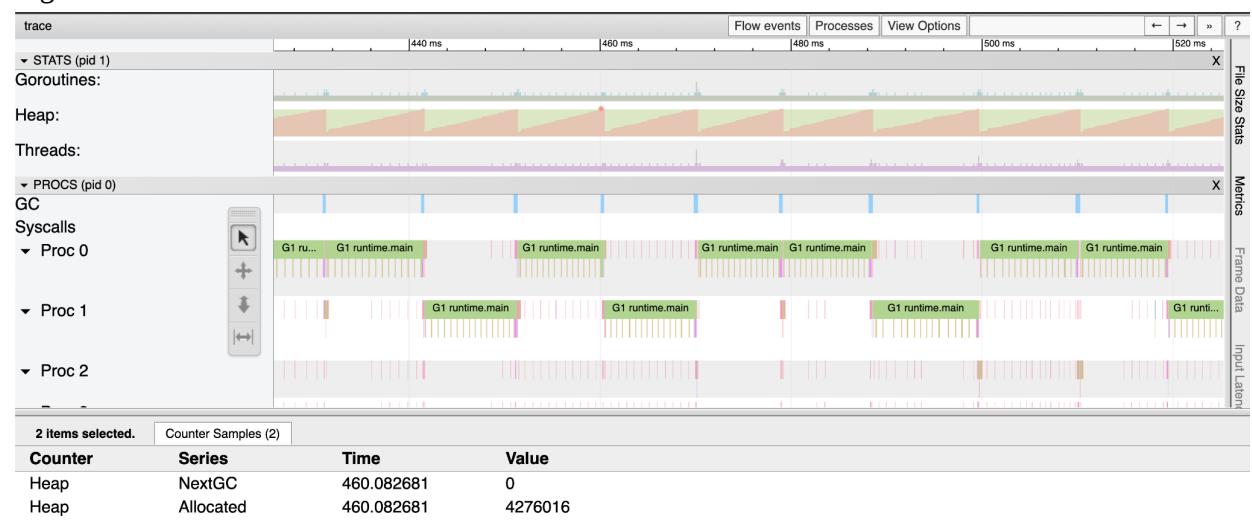 trace Flow events Processes View Options ← → » ?
440 ms 460 ms 480 ms 500 ms 520 ms
STATS (pid 1) X
Goroutines:
Heap:
Threads:
PROCS (pid 0) X
GC
Syscalls
Proc 0 G1 ru... G1 runtime.main G1 runtime.main G1 runtime.main G1 runtime.main G1 runtime.main G1 runtime.main
Proc 1 G1 runtime.main G1 runtime.main G1 runtime.main G1 runti...
Proc 2
File Size Stats
Metrics
Frame Data
Input Laten
2 items selected. Counter Samples (2)
Counter Series Time Value
Heap NextGC 460.082681 0
Heap Allocated 460.082681 4276016